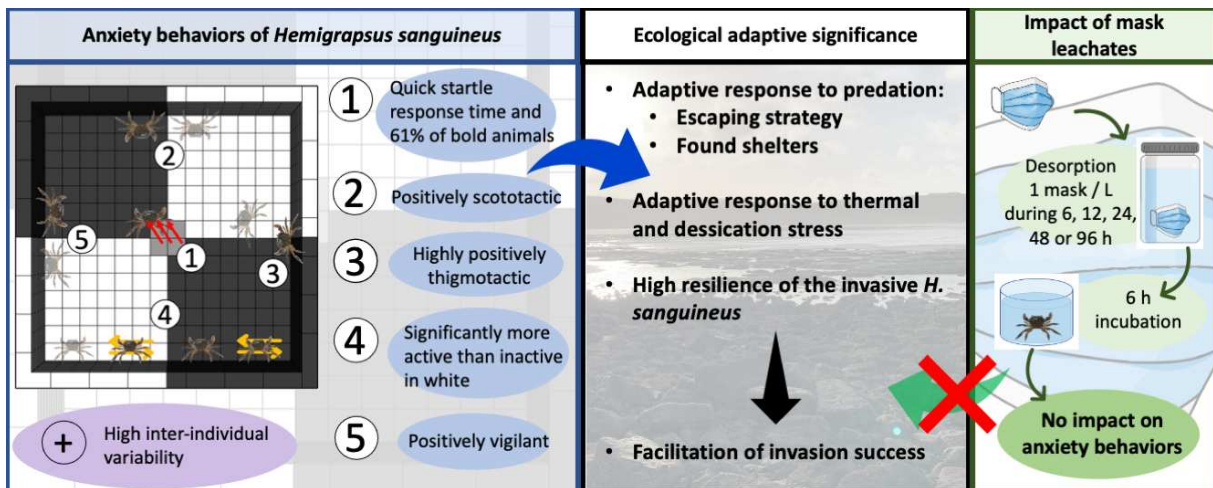 Anxiety behaviors of Hemigrapsus sanguineus
1
Quick startle
response time and
61% of bold animals
2
Positively scototactic
3
Highly positively
thigmotactic
4
Significantly more
active than inactive
in white
5
Positively vigilant
2
5
1
3
4
+
High inter-individual
variability
Ecological adaptive significance
• Adaptive response to predation:
• Escaping strategy
• Found shelters
• Adaptive response to thermal
and dessication stress
• High resilience of the invasive H.
sanguineus
• Facilitation of invasion success
Impact of mask
leachates
Desorption
1 mask / L
during 6, 12, 24,
48 or 96 h
6 h
incubation
No impact on
anxiety behaviors